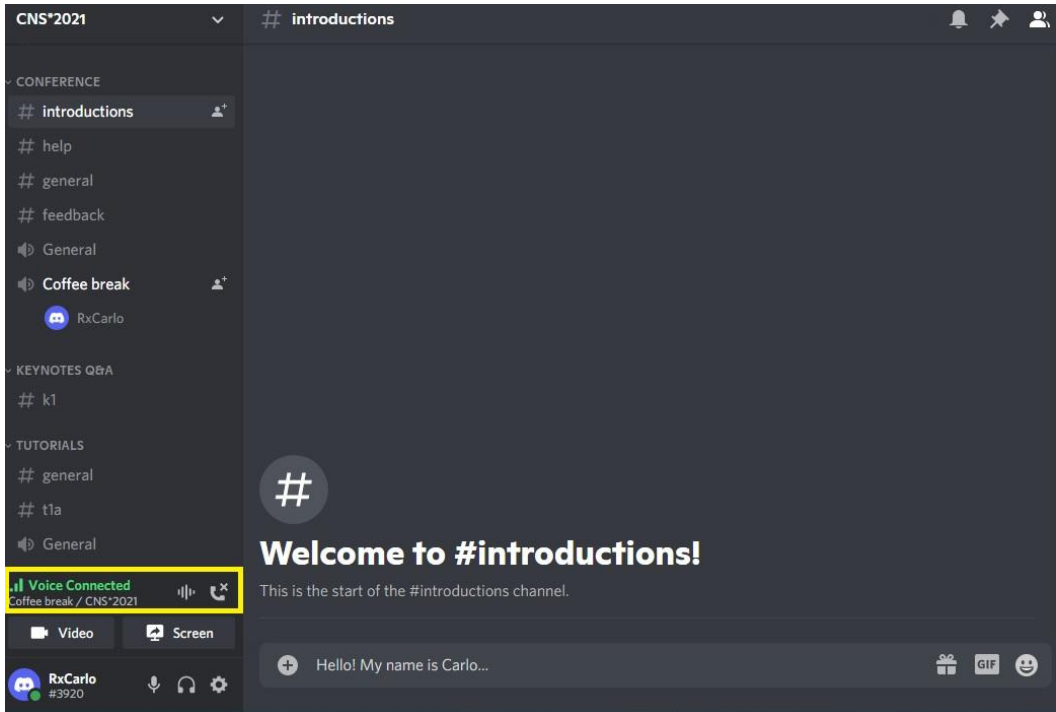 CNS*2021
# introductions
CONFERENCE
# introductions
# help
# general
# feedback
General
Coffee break
RxCarlo
KEYNOTES Q&A
# k1
TUTORIALS
# general
# t1a
General
Voice Connected
Coffee break / CNS*2021
Video Screen
RxCarlo
#3920
#
Welcome to #introductions!
This is the start of the #introductions channel.
Hello! My name is Carlo...
GIF